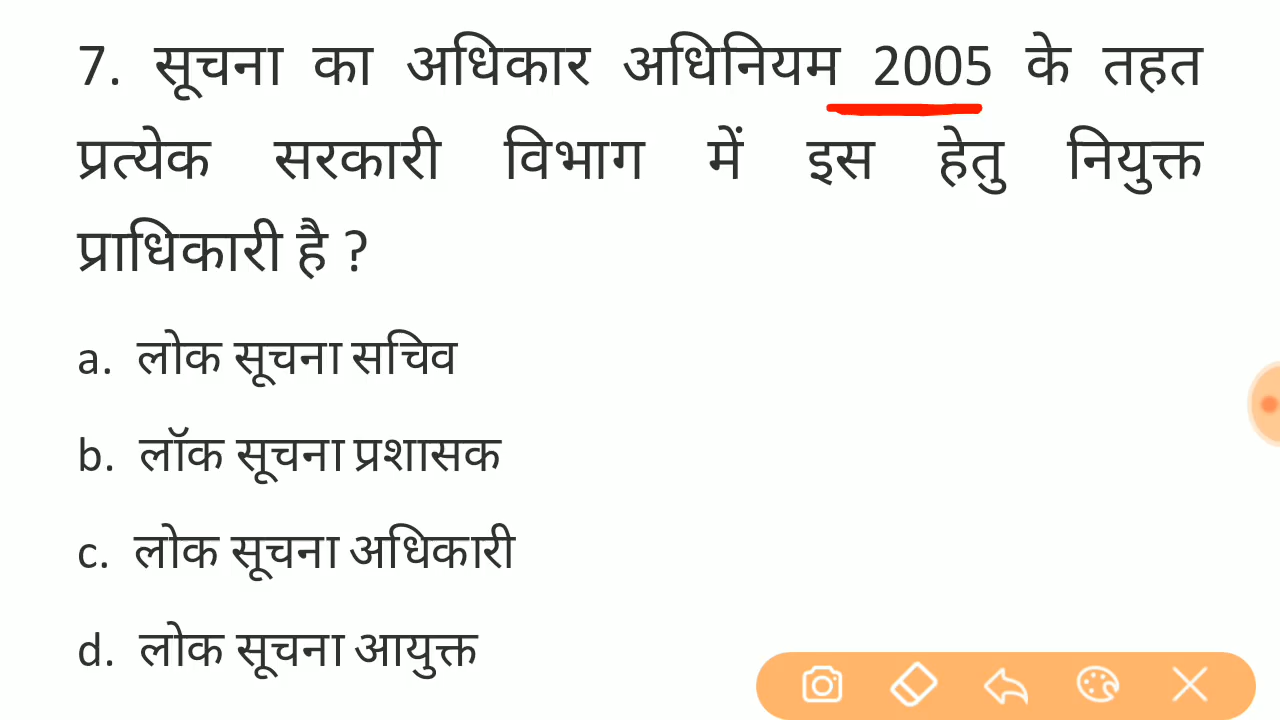 7. सूचना का अधिकार अधिनियम 2005 के तहत
प्रत्येक सरकारी विभाग में इस हेतु नियुक्त
प्राधिकारी है ?
a. लोक सूचना सचिव
b. लॉक सूचना प्रशासक
c. लोक सूचना अधिकारी
d. लोक सूचना आयुक्त